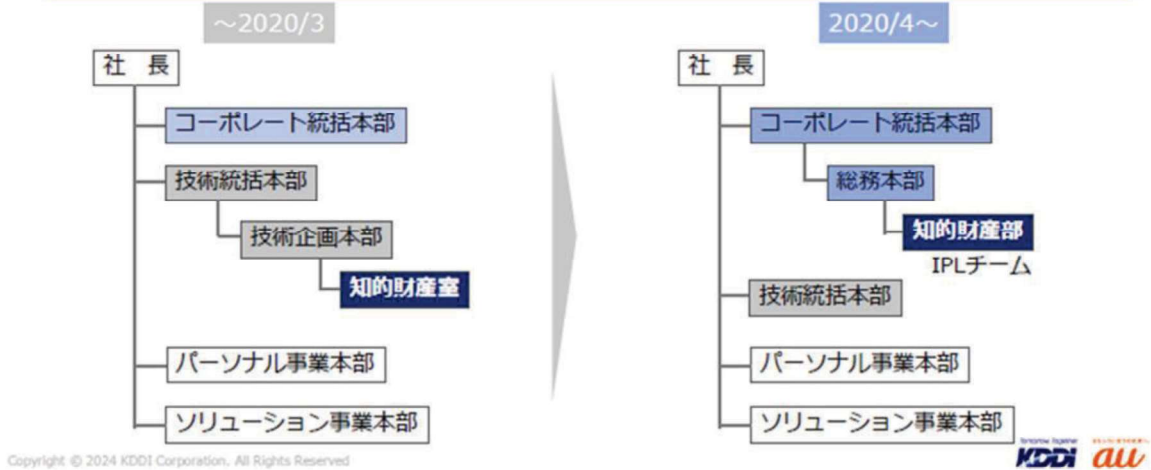 ~2020/3
社 長
コーポレート統括本部
技術統括本部
技術企画本部
知的財産室
パーソナル事業本部
ソリューション事業本部
2020/4~
社 長
コーポレート統括本部
総務本部
知的財産部
IPLチーム
技術統括本部
パーソナル事業本部
ソリューション事業本部
Copyright © 2024 KDDI Corporation. All Rights Reserved
Tomorrow Together
KDDI
au